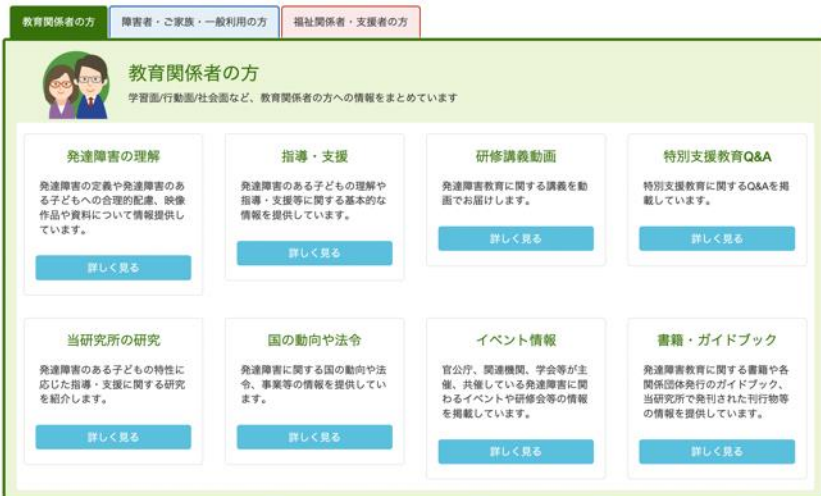 教育関係者の方
障害者・ご家族・一般利用の方
福祉関係者・支援者の方
教育関係者の方
学習面/行動面/社会面など、教育関係者の方への情報をまとめています
発達障害の理解
発達障害の定義や発達障害のあ
る子どもへの合理的配慮、映像
作品や資料について情報提供し
ています。
詳しく見る
指導・支援
発達障害のある子どもの理解や
指導・支援等に関する基本的な
情報を提供しています。
詳しく見る
研修講義動画
発達障害教育に関する講義を動
画でお届けします。
詳しく見る
特別支援教育Q&A
特別支援教育に関するQ&Aを掲
載しています。
詳しく見る
当研究所の研究
発達障害のある子どもの特性に
応じた指導・支援に関する研究
を紹介します。
詳しく見る
国の動向や法令
発達障害に関する国の動向や法
令、事業等の情報を提供してい
ます。
詳しく見る
イベント情報
官公庁、関連機関、学会等が主
催、共催している発達障害に関
わるイベントや研修会等の情報
を掲載しています。
詳しく見る
書籍・ガイドブック
発達障害教育に関する書籍や各
関係団体発行のガイドブック、
当研究所で発刊された刊行物等
の情報を提供しています。
詳しく見る